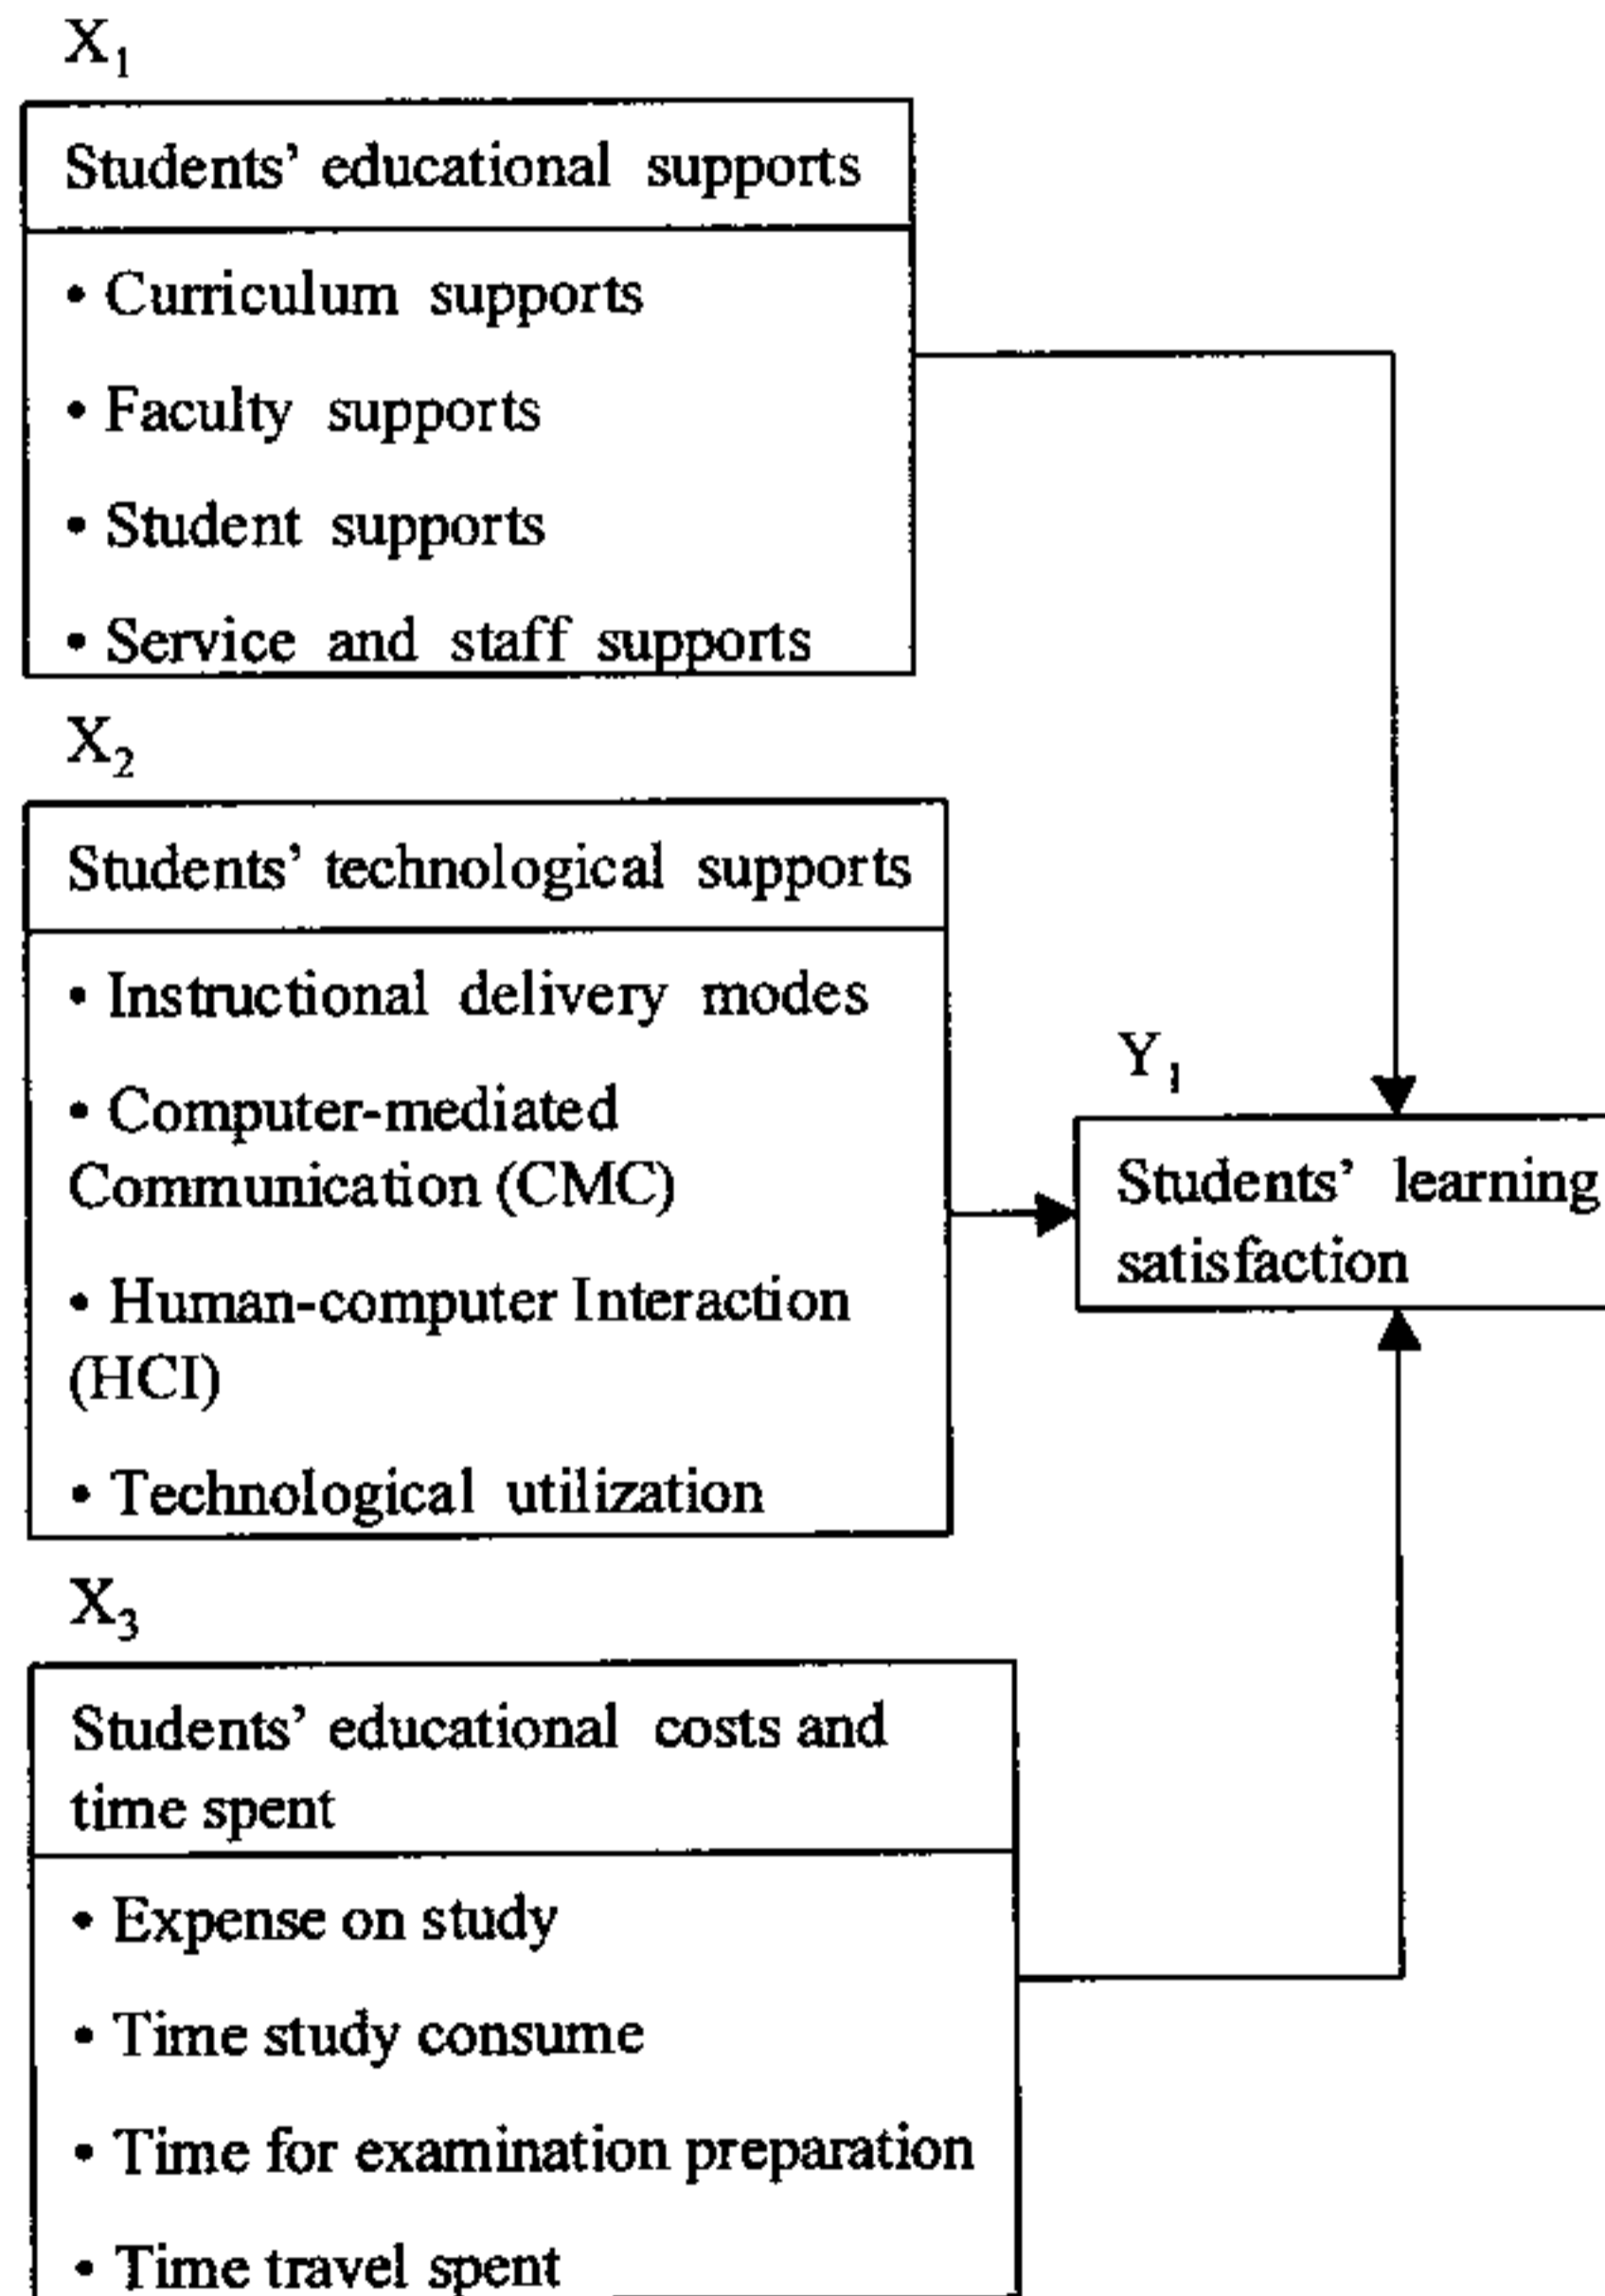 X₁
Students’ educational supports
• Curriculum supports
• Faculty supports
• Student supports
• Service and staff supports
X₂
Students’ technological supports
• Instructional delivery modes
• Computer-mediated
Communication (CMC)
• Human-computer Interaction
(HCI)
• Technological utilization
Y₁
Students’ learning
satisfaction
X₃
Students’ educational costs and
time spent
• Expense on study
• Time study consume
• Time for examination preparation
• Time travel spent